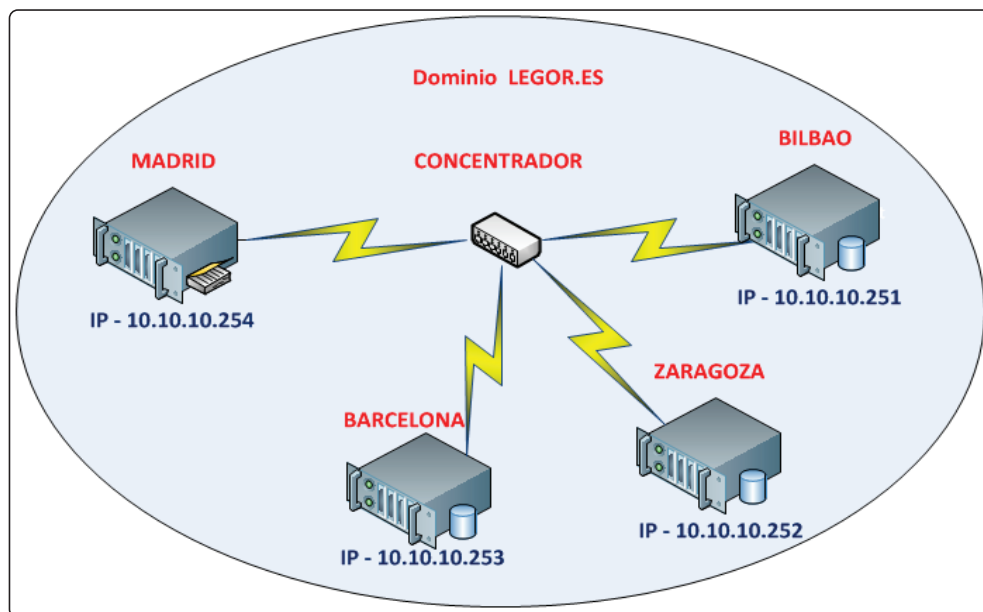 Dominio LEGOR.ES
MADRID
CONCENTRADOR
BILBAO
IP - 10.10.10.254
IP - 10.10.10.251
BARCELONA
ZARAGOZA
IP - 10.10.10.253
IP - 10.10.10.252